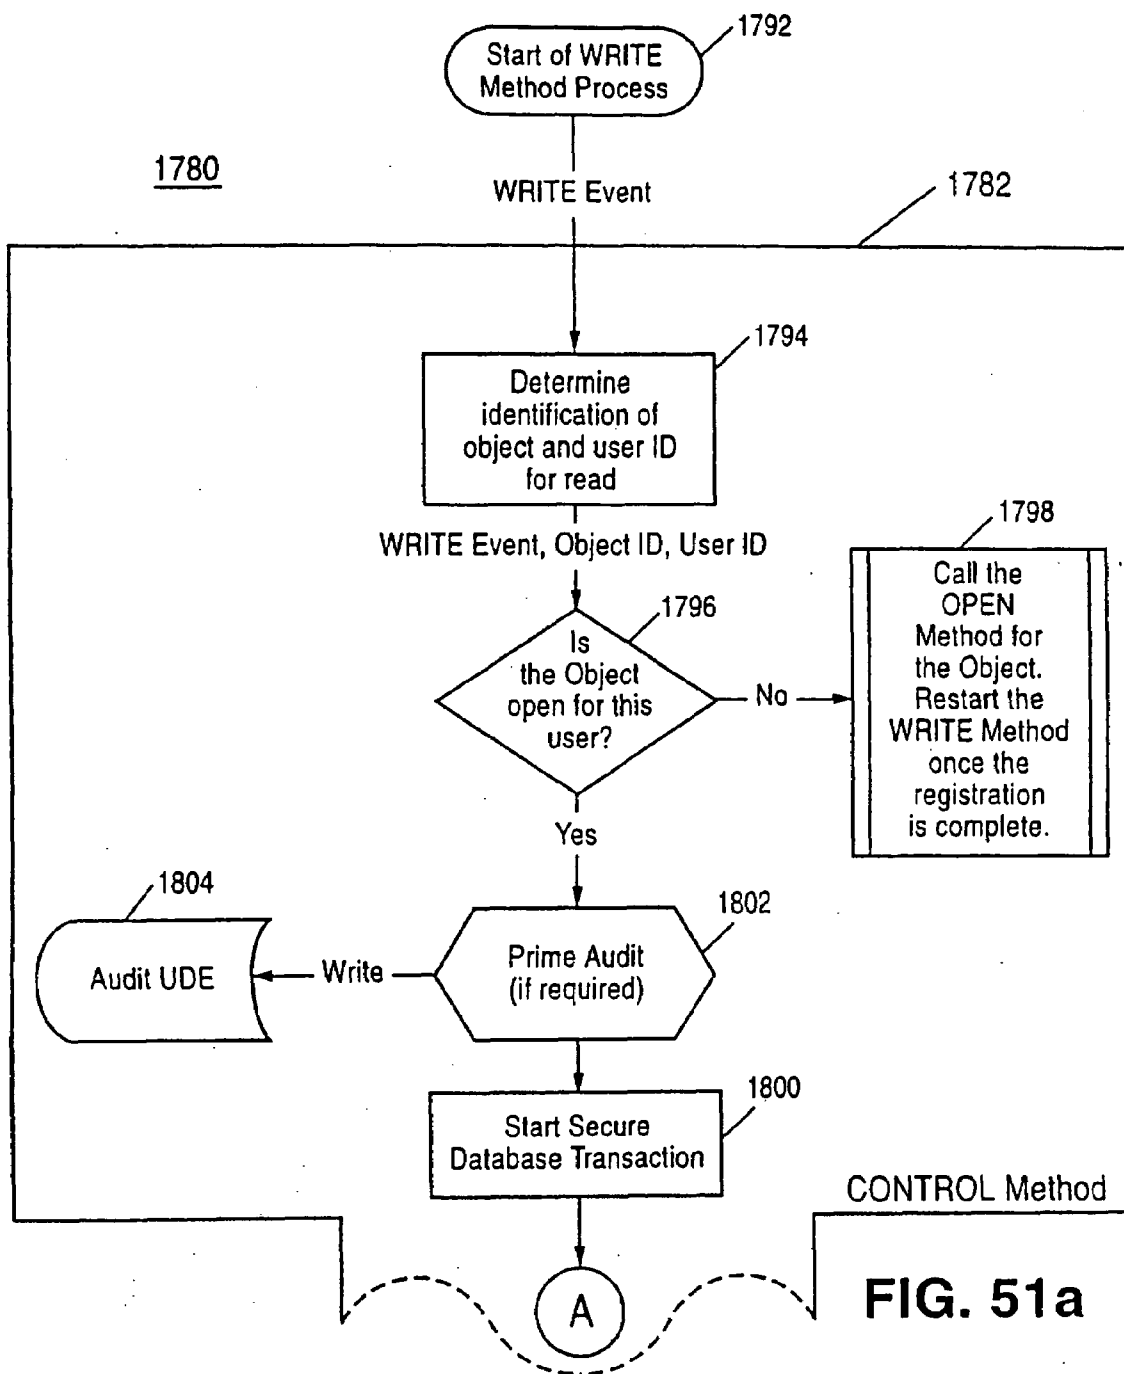 1792
Start of WRITE
Method Process
1780
WRITE Event
1782
1794
Determine
identification of
object and user ID
for read
WRITE Event, Object ID, User ID
1798
Call the
OPEN
Method for
the Object.
Restart the
WRITE Method
once the
registration
is complete.
1796
Is
the Object
open for this
user?
No
Yes
1804
Audit UDE
Write
1802
Prime Audit
(if required)
1800
Start Secure
Database Transaction
CONTROL Method
A
FIG. 51a